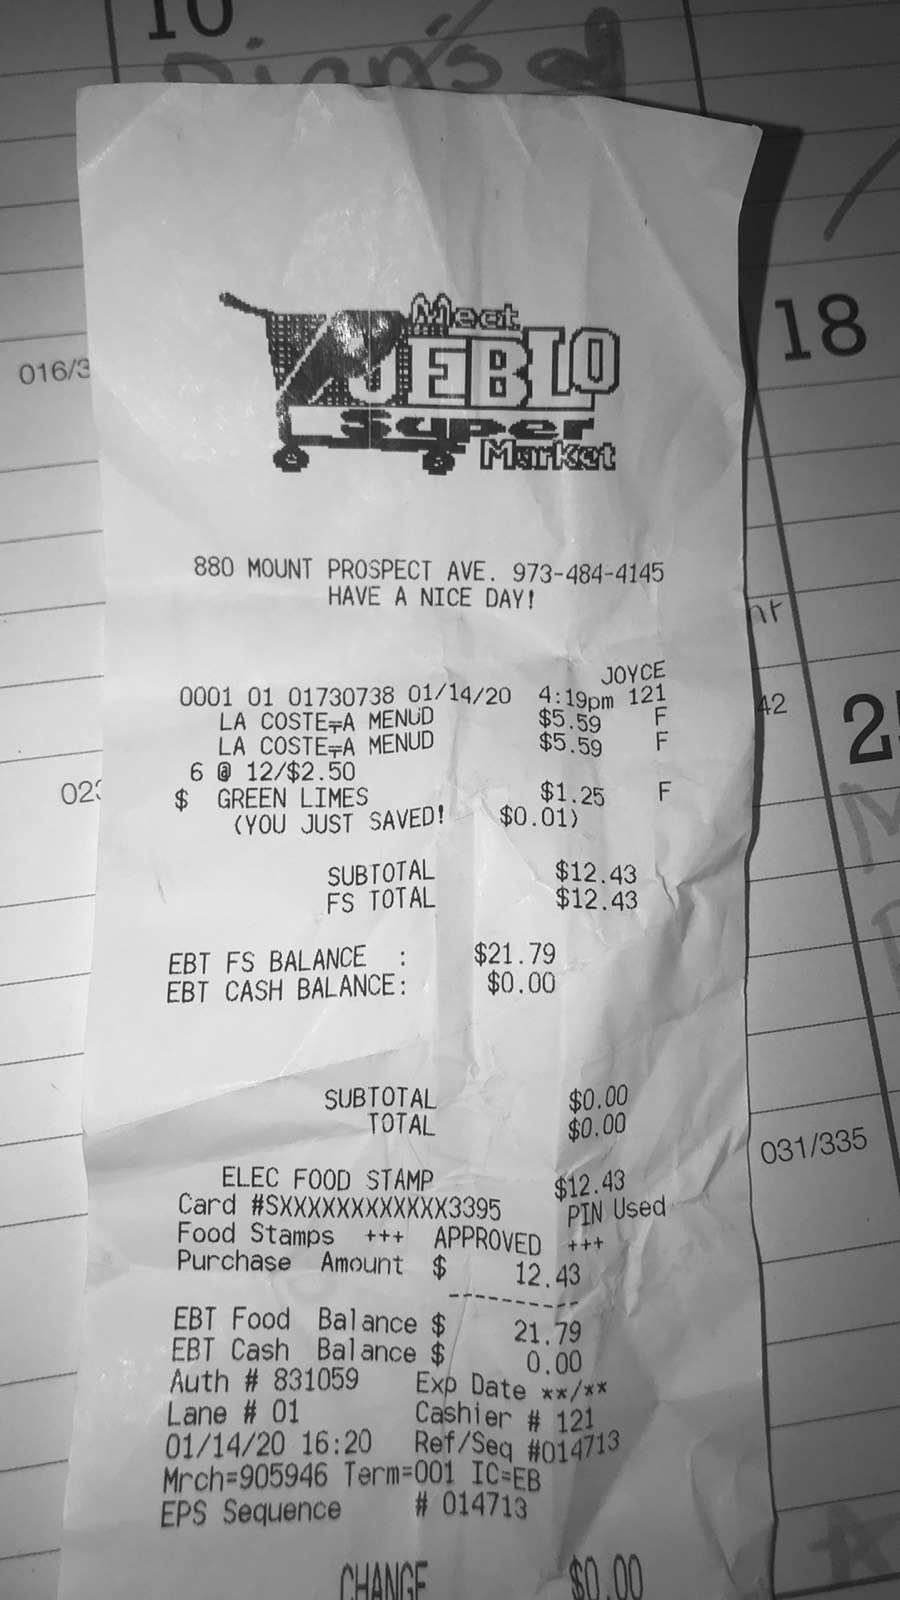 10
Dian's
18
016/3
Meat
PUEBLO
Super
Market
880 MOUNT PROSPECT AVE. 973-484-4145
HAVE A NICE DAY!
JOYCE
0001 01 01730738 01/14/20 4:19pm 121
LA COSTE╤A MENUD $5.59 F
LA COSTE╤A MENUD $5.59 F
6 @ 12/$2.50
$ GREEN LIMES $1.25 F
(YOU JUST SAVED! $0.01)
42
2
023
SUBTOTAL $12.43
FS TOTAL $12.43
EBT FS BALANCE : $21.79
EBT CASH BALANCE: $0.00
SUBTOTAL $0.00
TOTAL $0.00
031/335
ELEC FOOD STAMP $12.43
Card #SXXXXXXXXXXXX3395 PIN Used
Food Stamps +++ APPROVED +++
Purchase Amount $ 12.43
----------
EBT Food Balance $ 21.79
EBT Cash Balance $ 0.00
Auth # 831059 Exp Date **/**
Lane # 01 Cashier # 121
01/14/20 16:20 Ref/Seq #014713
Mrch=905946 Term=001 IC=EB
EPS Sequence # 014713
CHANGE $0.00